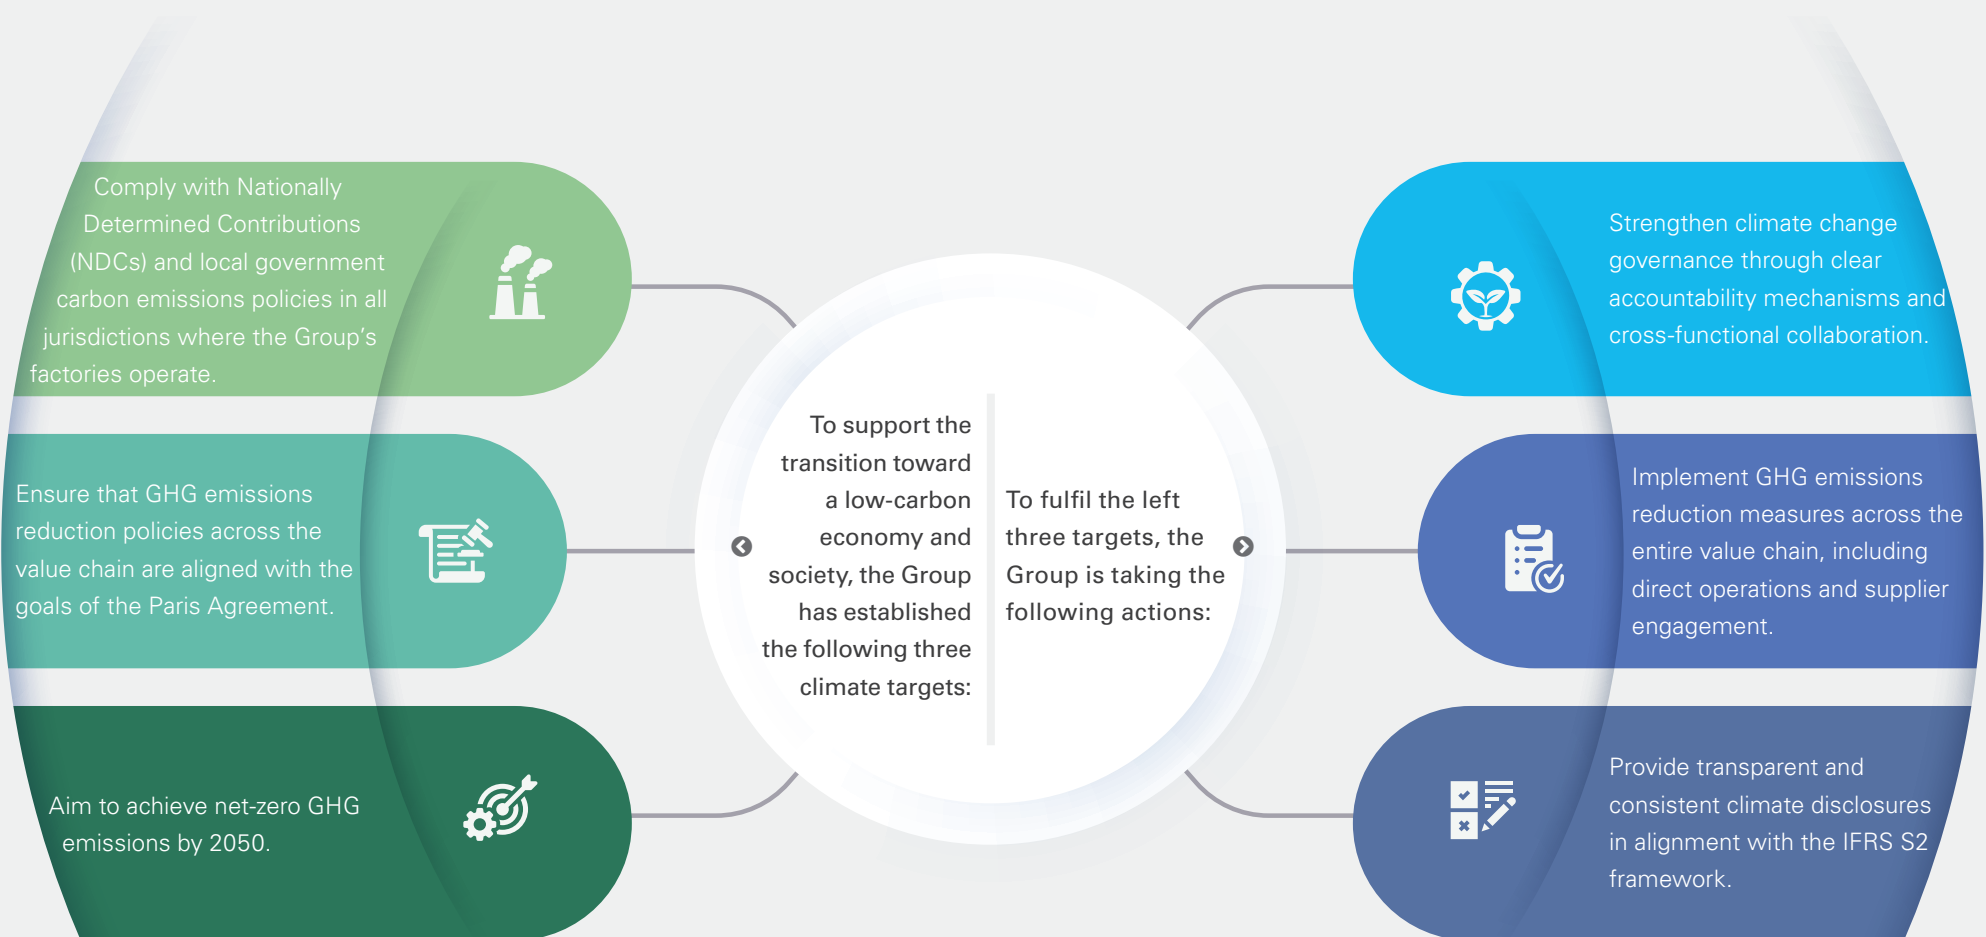 Comply with Nationally
Determined Contributions
(NDCs) and local government
carbon emissions policies in all
jurisdictions where the Group’s
factories operate.
Ensure that GHG emissions
reduction policies across the
value chain are aligned with the
goals of the Paris Agreement.
Aim to achieve net-zero GHG
emissions by 2050.
To support the
transition toward
a low-carbon
economy and
society, the Group
has established
the following three
climate targets:
To fulfil the left
three targets, the
Group is taking the
following actions:
Strengthen climate change
governance through clear
accountability mechanisms and
cross-functional collaboration.
Implement GHG emissions
reduction measures across the
entire value chain, including
direct operations and supplier
engagement.
Provide transparent and
consistent climate disclosures
in alignment with the IFRS S2
framework.